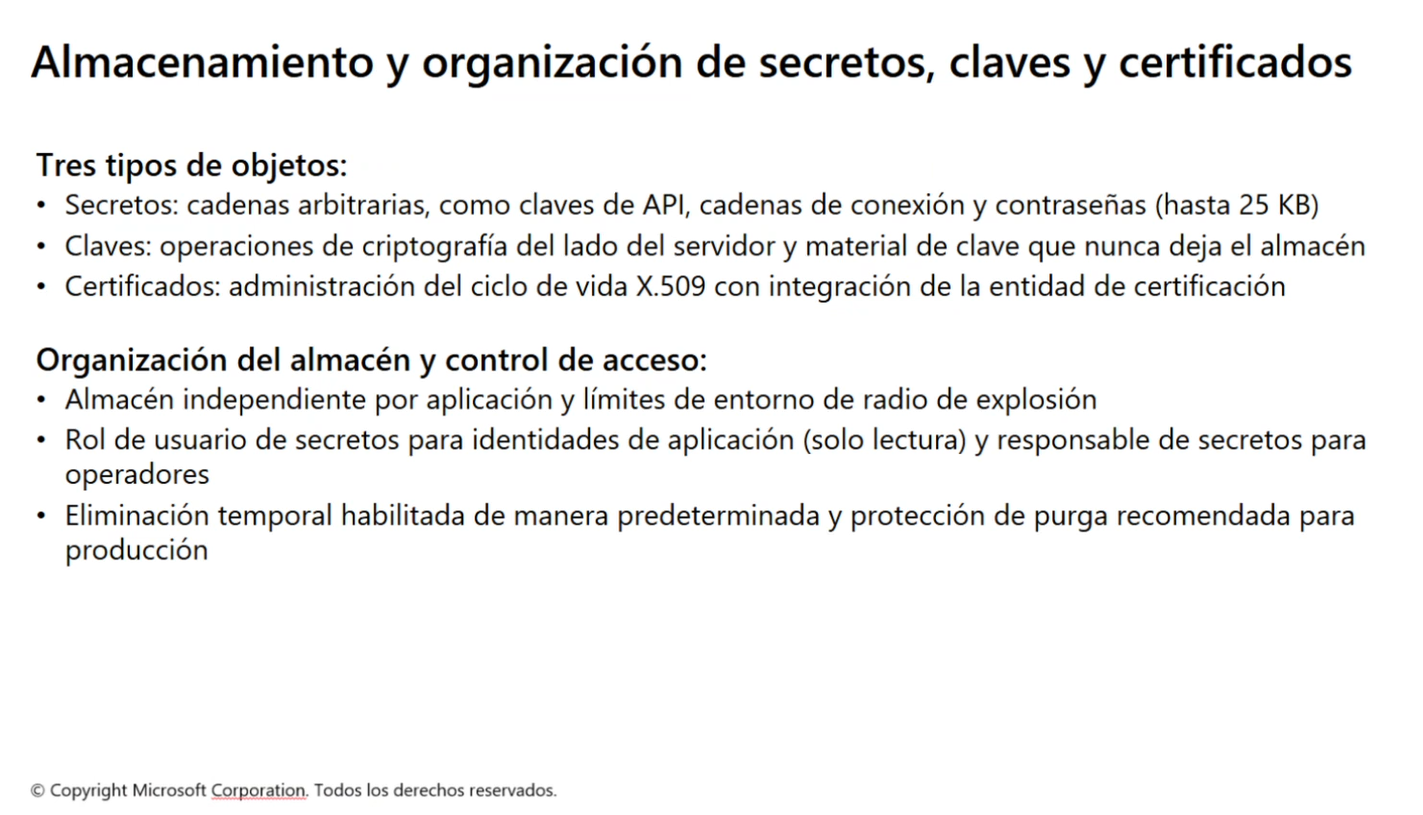 Almacenamiento y organización de secretos, claves y certificados
Tres tipos de objetos:
• Secretos: cadenas arbitrarias, como claves de API, cadenas de conexión y contraseñas (hasta 25 KB)
• Claves: operaciones de criptografía del lado del servidor y material de clave que nunca deja el almacén
• Certificados: administración del ciclo de vida X.509 con integración de la entidad de certificación
Organización del almacén y control de acceso:
• Almacén independiente por aplicación y límites de entorno de radio de explosión
• Rol de usuario de secretos para identidades de aplicación (solo lectura) y responsable de secretos para
operadores
• Eliminación temporal habilitada de manera predeterminada y protección de purga recomendada para
producción
© Copyright Microsoft Corporation. Todos los derechos reservados.